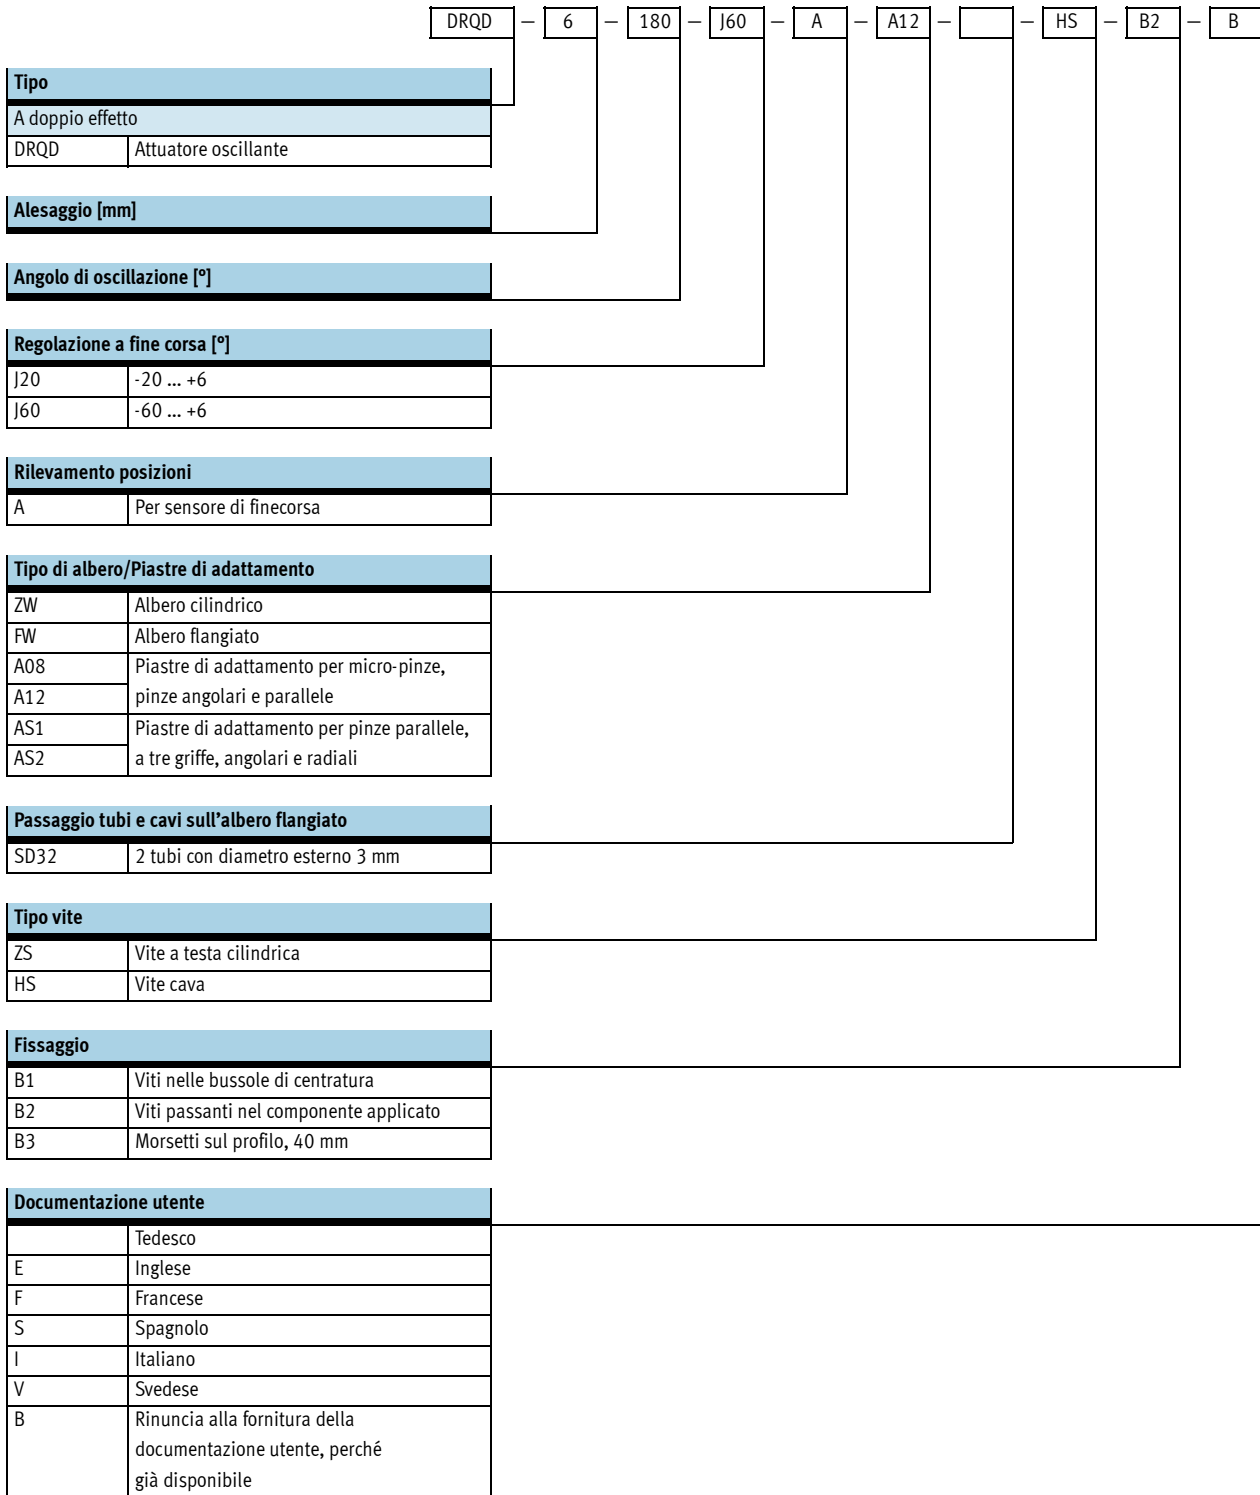 DRQD – 6 – 180 – J60 – A – A12 – – HS – B2 – B
Tipo
A doppio effetto
DRQD Attuatore oscillante
Alesaggio [mm]
Angolo di oscillazione [°]
Regolazione a fine corsa [°]
J20 -20 ... +6
J60 -60 ... +6
Rilevamento posizioni
A Per sensore di finecorsa
Tipo di albero/Piastre di adattamento
ZW Albero cilindrico
FW Albero flangiato
A08 Piastre di adattamento per micro-pinze,
A12 pinze angolari e parallele
AS1 Piastre di adattamento per pinze parallele,
AS2 a tre griffe, angolari e radiali
Passaggio tubi e cavi sull’albero flangiato
SD32 2 tubi con diametro esterno 3 mm
Tipo vite
ZS Vite a testa cilindrica
HS Vite cava
Fissaggio
B1 Viti nelle bussole di centratura
B2 Viti passanti nel componente applicato
B3 Morsetti sul profilo, 40 mm
Documentazione utente
Tedesco
E Inglese
F Francese
S Spagnolo
I Italiano
V Svedese
B Rinuncia alla fornitura della
documentazione utente, perché
già disponibile